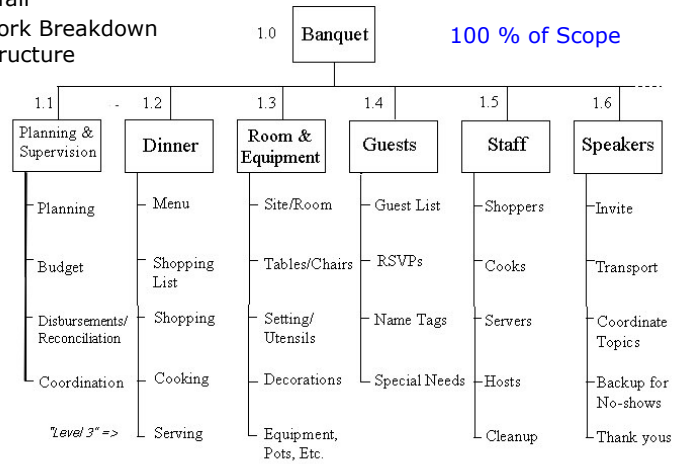 1.0
Banquet
100 % of Scope
Work Breakdown
Structure
1.1
-
1.2
1.3
1.4
1.5
1.6
Planning &
Supervision
Dinner
Room &
Equipment
Guests
Staff
Speakers
Planning
Budget
Disbursements/
Reconciliation
Coordination
"Level 3" =>
Menu
Shopping
List
Shopping
Cooking
Serving
Site/Room
Tables/Chairs
Setting/
Utensils
Decorations
Equipment,
Pots, Etc.
Guest List
RSVPs
Name Tags
Special Needs
Shoppers
Cooks
Servers
Hosts
Cleanup
Invite
Transport
Coordinate
Topics
Backup for
No-shows
Thank yous